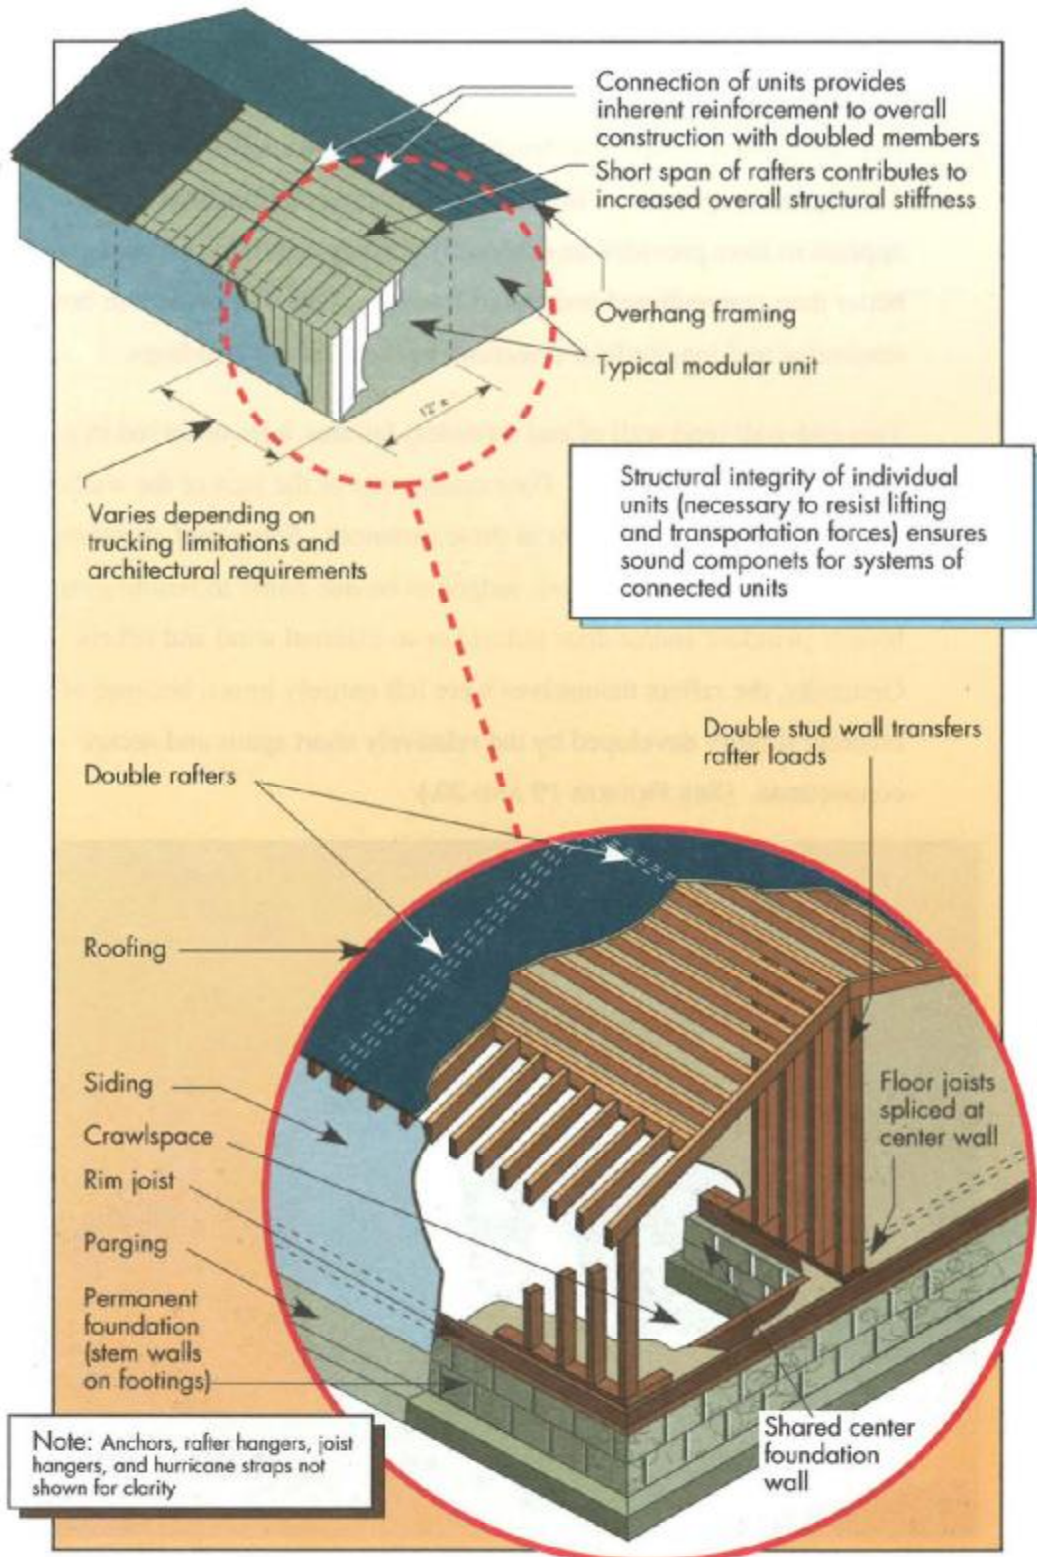 Connection of units provides
inherent reinforcement to overall
construction with doubled members
Short span of rafters contributes to
increased overall structural stiffness
Overhang framing
Typical modular unit
Varies depending on
trucking limitations and
architectural requirements
Structural integrity of individual
units (necessary to resist lifting
and transportation forces) ensures
sound componets for systems of
connected units
Double stud wall transfers
rafter loads
Double rafters
Roofing
Siding
Floor joists
spliced at
center wall
Crawlspace
Rim joist
Parging
Permanent
foundation
(stem walls
on footings)
Shared center
foundation
wall
Note: Anchors, rafter hangers, joist
hangers, and hurricane straps not
shown for clarity